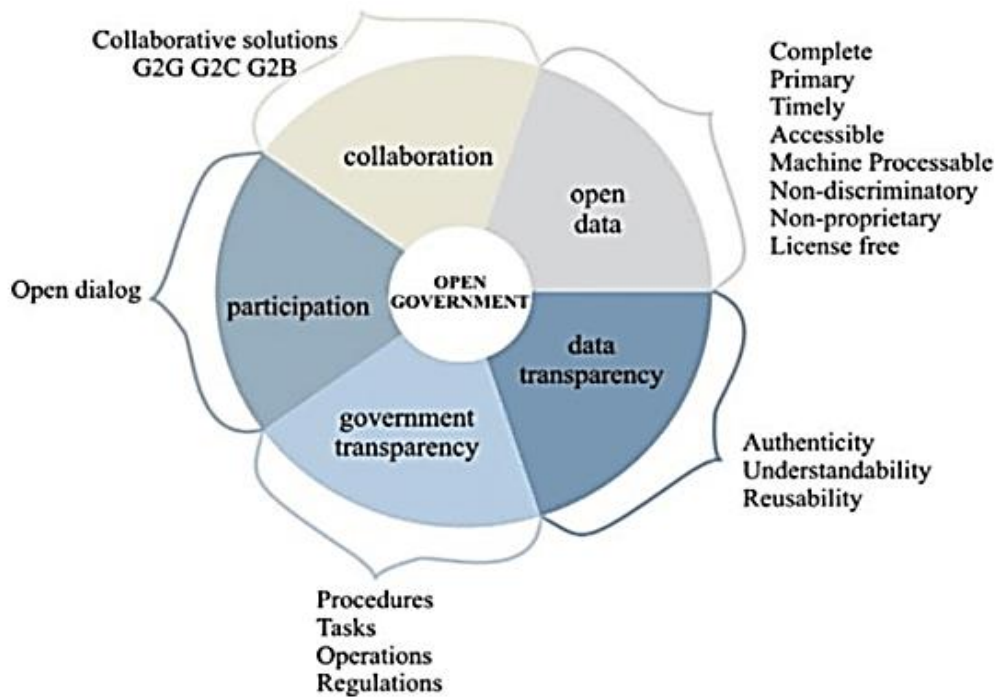 Collaborative solutions
G2G G2C G2B
collaboration
Complete
Primary
Timely
Accessible
Machine Processable
Non-discriminatory
Non-proprietary
License free
open
data
OPEN
GOVERNMENT
Open dialog
participation
data
transparency
government
transparency
Authenticity
Understandability
Reusability
Procedures
Tasks
Operations
Regulations